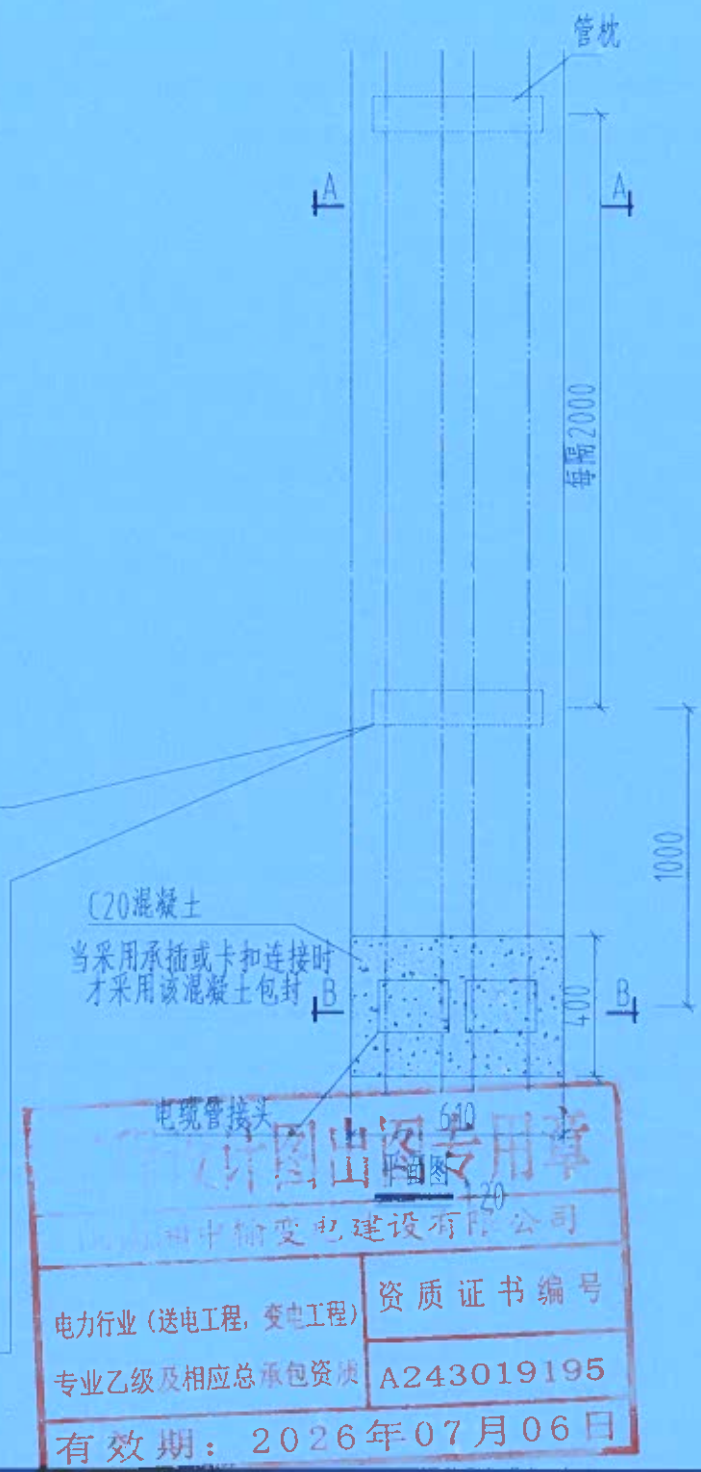 管枕
A A
每隔2000
1000
C20混凝土
当采用承插或卡扣连接时
才采用该混凝土包封
B B
400
电缆管接头
610
设计图出图专用章
平面图 1:20
中输变电建设有限公司
电力行业(送电工程,变电工程)
专业乙级及相应总承包资质
资质证书编号
A243019195
有效期:2026年07月06日